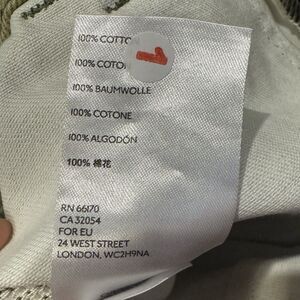 100% COTTO
100% COTO
100% BAUMWOLLE
100% COTONE
100% ALGODÓN
100% 棉花
RN 66170
CA 32054
FOR EU
24 WEST STREET
LONDON, WC2H9NA